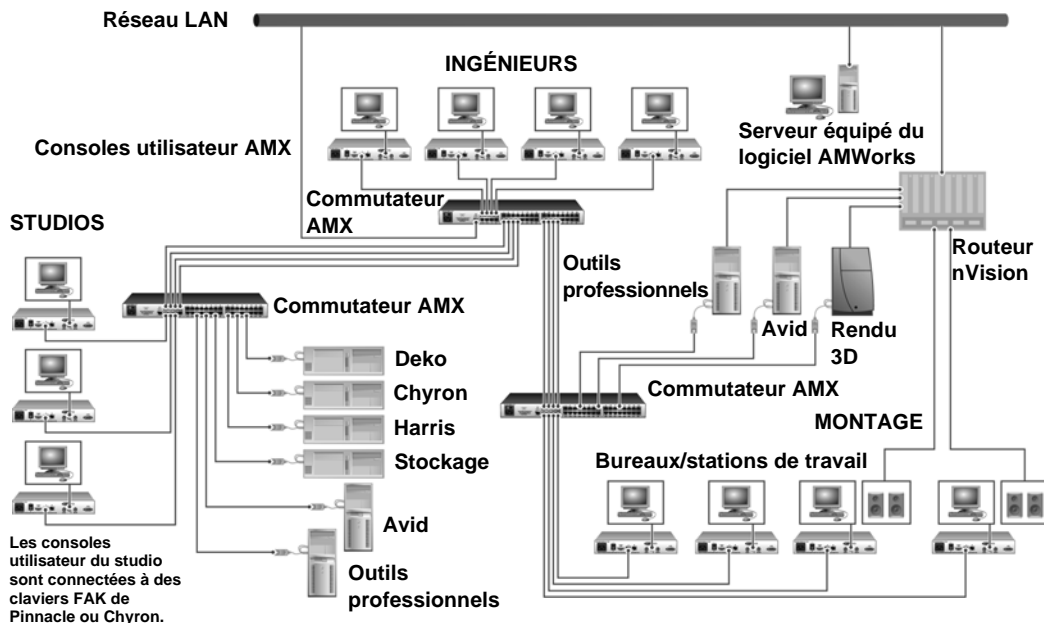 Réseau LAN
INGÉNIEURS
Consoles utilisateur AMX
Serveur équipé du
logiciel AMWorks
Commutateur
AMX
STUDIOS
Routeur
nVision
Outils
professionnels
Commutateur AMX
Avid
Rendu
3D
Deko
Chyron
Harris
Stockage
Commutateur AMX
MONTAGE
Bureaux/stations de travail
Avid
Outils
professionnels
Les consoles
utilisateur du studio
sont connectées à des
claviers FAK de
Pinnacle ou Chyron.